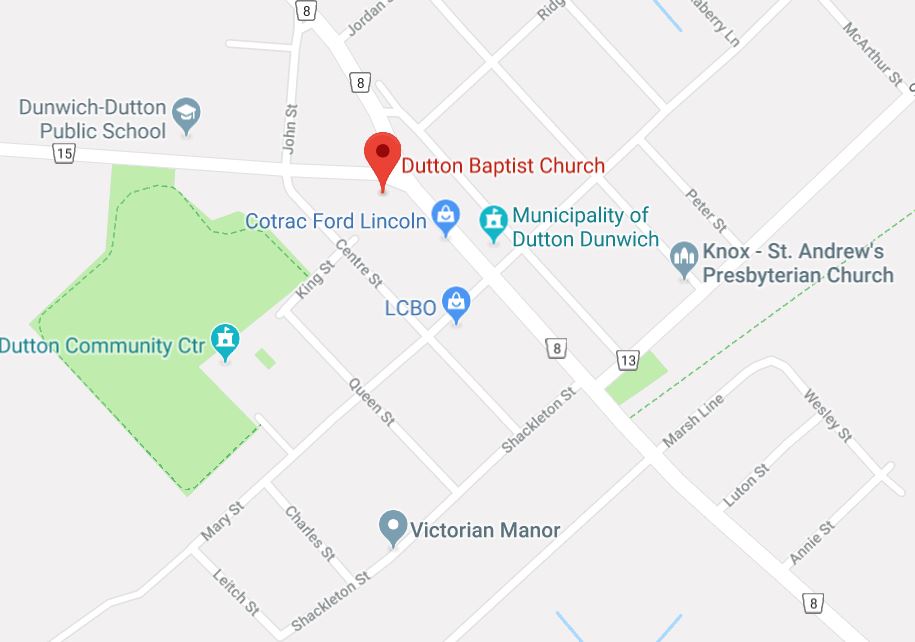 8
Jordan S
Ridg
aberry Ln
McArthur St
8
Dunwich-Dutton
Public School
John St
15
Dutton Baptist Church
Peter St
Cotrac Ford Lincoln
Municipality of
Dutton Dunwich
Knox - St. Andrew's
Presbyterian Church
Centre St
King St
LCBO
Dutton Community Ctr
8
13
Queen St
Shackleton St
Marsh Line
Wesley St
Luton St
Mary St
Charles St
Victorian Manor
Annie St
Leitch St
Shackleton St
8